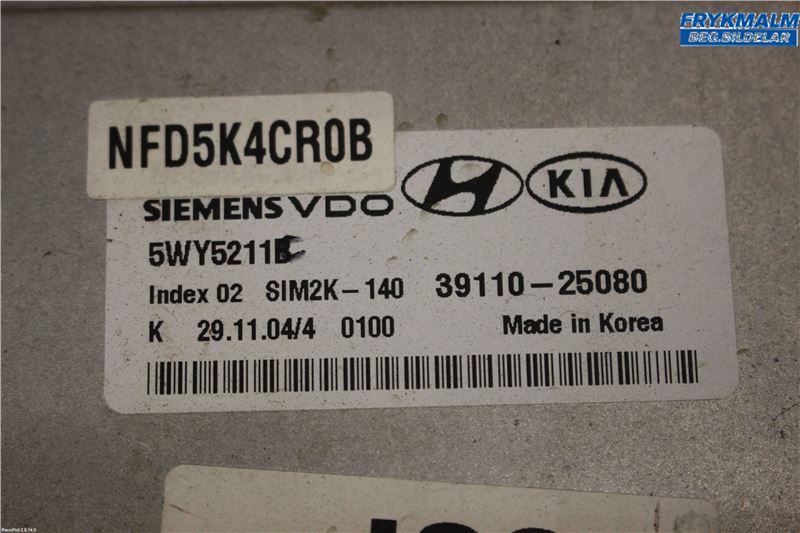 FRYKMALM
BEG.BILDELAR
NFD5K4CR0B
SIEMENS VDO KIA
5WY5211
Index 02 SIM2K-140 39110-25080
K 29.11.04/4 0100 Made in Korea